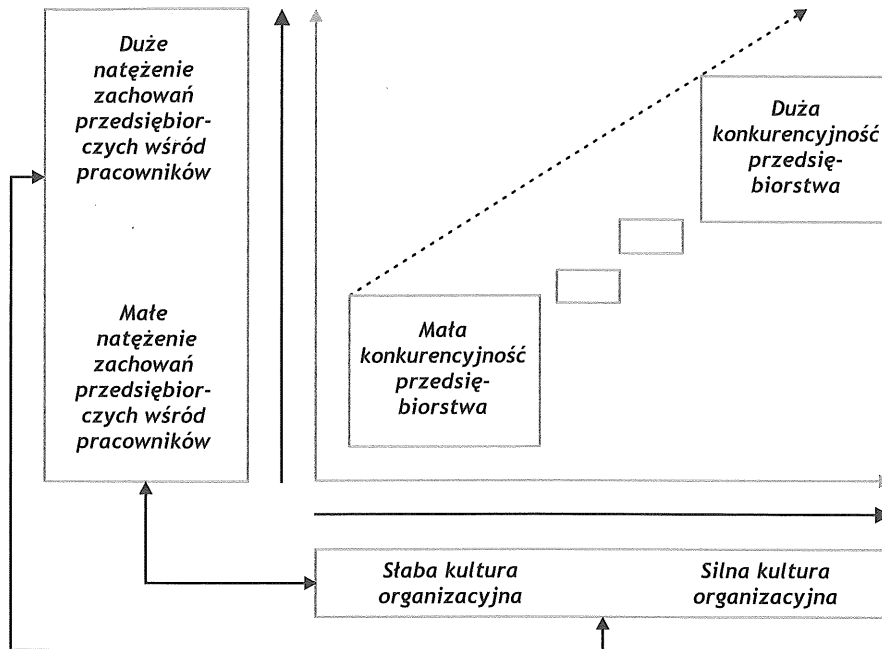 Duże
natężenie
zachowań
przedsiębior-
czych wśród
pracowników
Małe
natężenie
zachowań
przedsiębior-
czych wśród
pracowników
Duża
konkurencyjność
przedsię-
biorstwa
Mała
konkurencyjność
przedsię-
biorstwa
Słaba kultura
organizacyjna
Silna kultura
organizacyjna